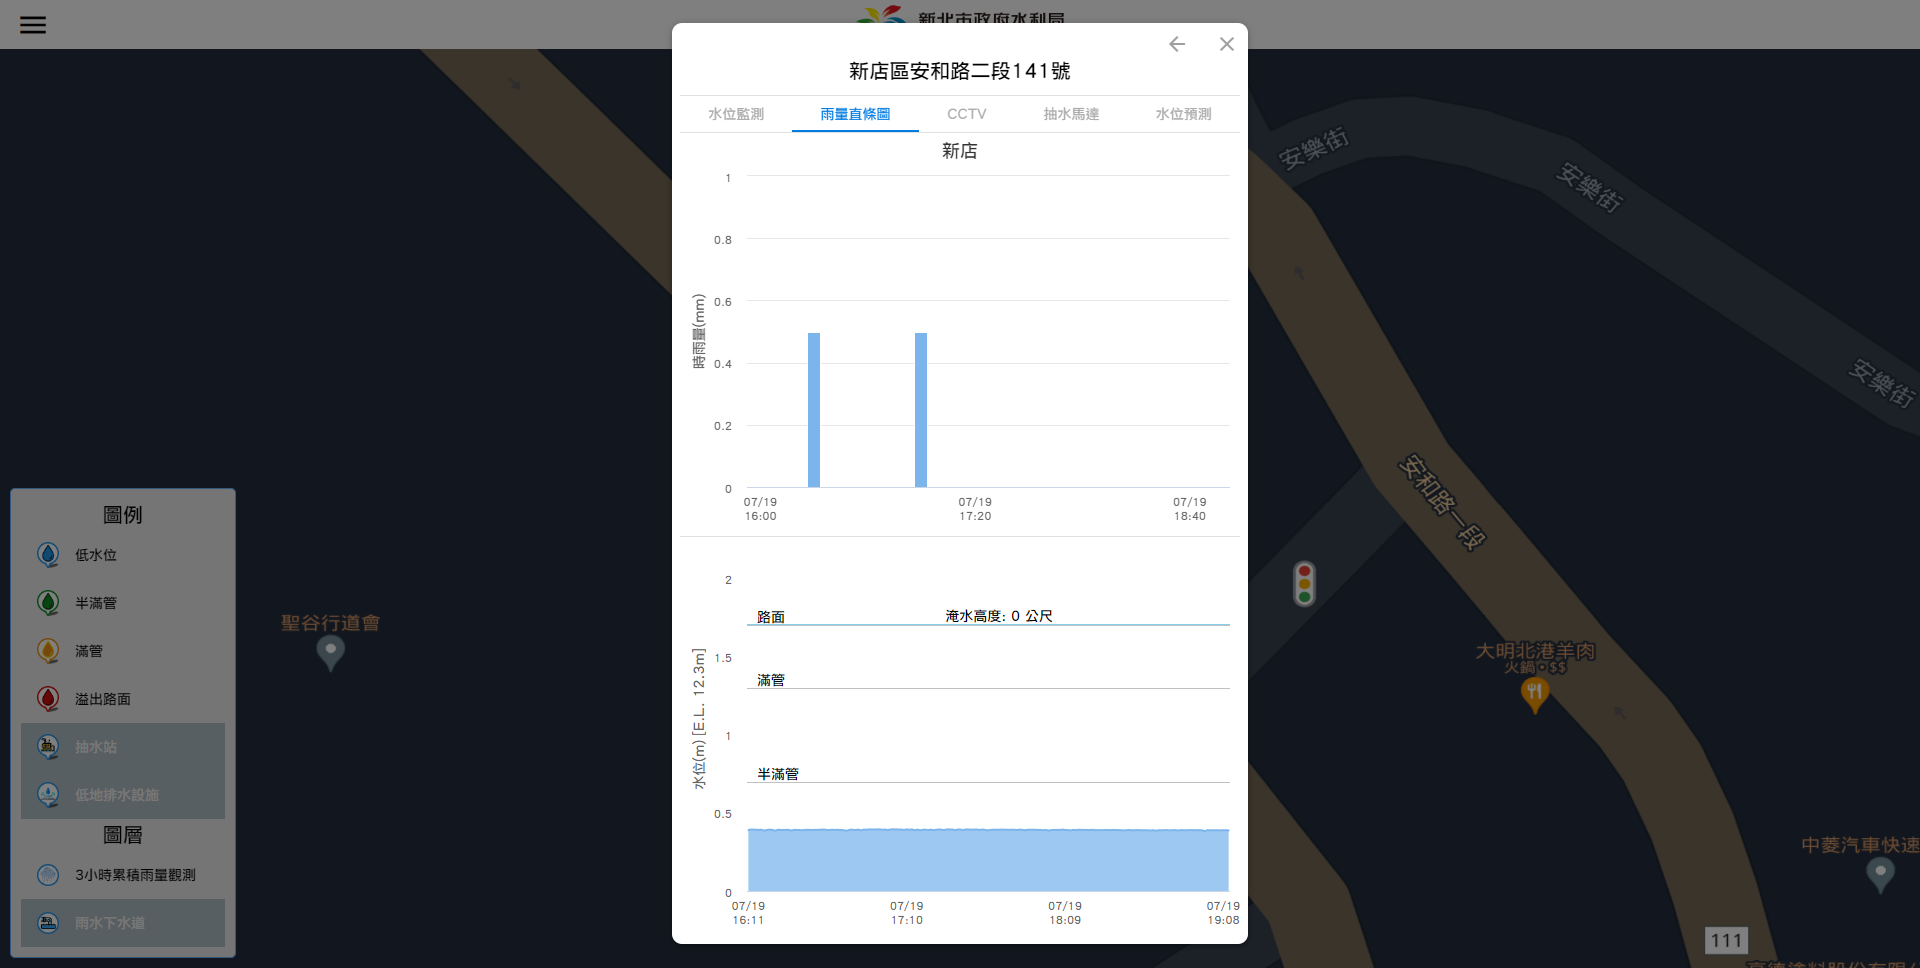 新北市政府水利局
新店區安和路二段141號
水位監測
雨量直條圖
CCTV
抽水馬達
水位預測
新店
時雨量(mm)
1
0.8
0.6
0.4
0.2
0
07/19
16:00
07/19
17:20
07/19
18:40
水位(m) [E.L. 12.3m]
2
1.5
1
0.5
0
路面
淹水高度: 0 公尺
滿管
半滿管
07/19
16:11
07/19
17:10
07/19
18:09
07/19
19:08
圖例
低水位
半滿管
滿管
溢出路面
抽水站
低地排水設施
圖層
3小時累積雨量觀測
雨水下水道
聖谷行道會
安樂街
安樂街
安樂街
安和路一段
大明北港羊肉
火鍋 • $$
中菱汽車快速
111